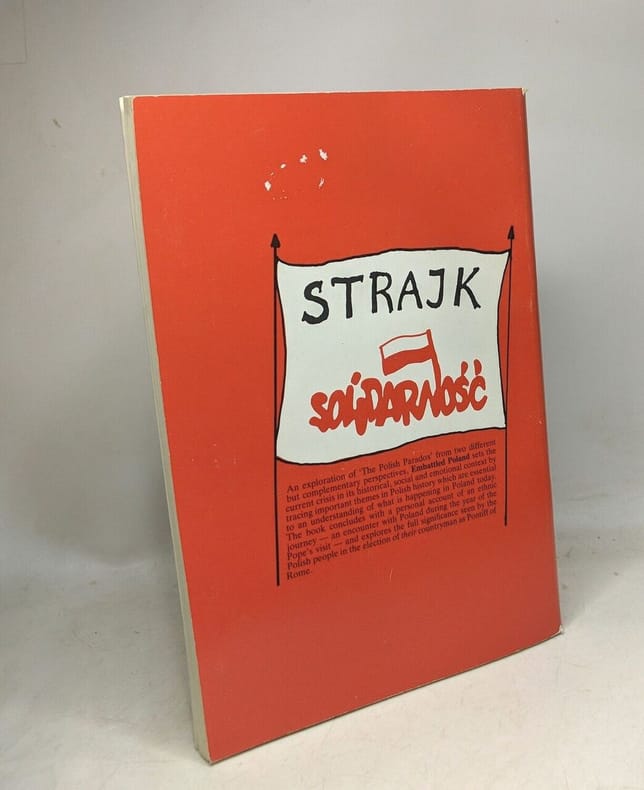 STRAJK
SOLIDARNOŚĆ
An exploration of 'The Polish Paradox' from two different
but complementary perspectives, Embattled Poland sets the
current crisis in its historical, social and emotional context by
tracing important themes in Polish history which are essential
to an understanding of what is happening in Poland today.
The book concludes with a personal account of an ethnic
journey — an encounter with Poland during the year of the
Pope's visit — and explores the full significance seen by the
Polish people in the election of their countryman as Pontiff of
Rome.